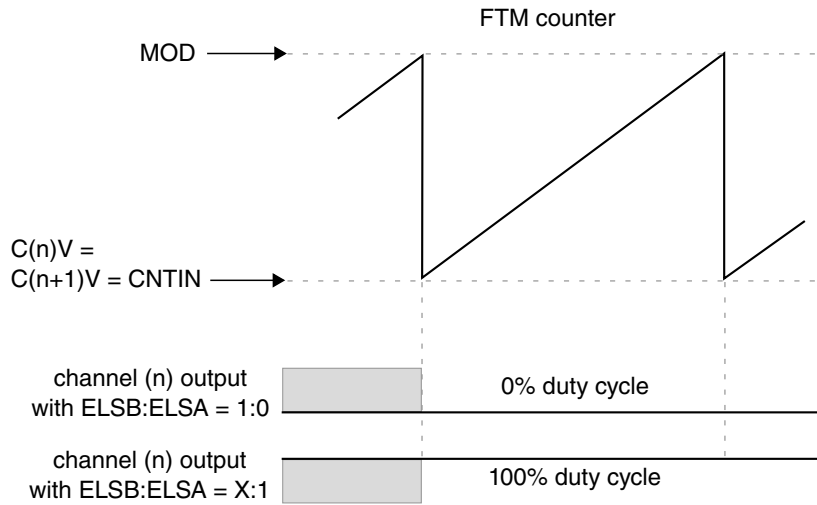 FTM counter
MOD
C(n)V =
C(n+1)V = CNTIN
channel (n) output
with ELSB:ELSA = 1:0
0% duty cycle
channel (n) output
with ELSB:ELSA = X:1
100% duty cycle